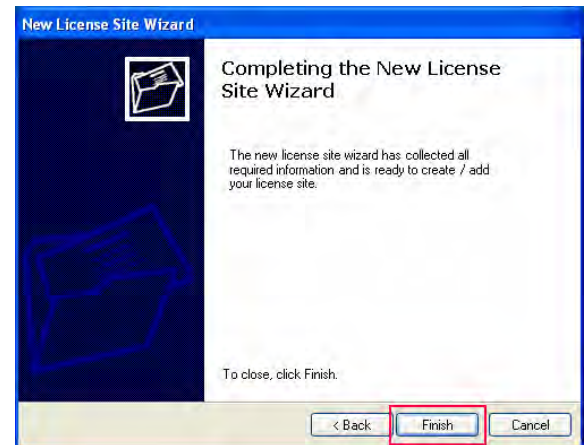 New License Site Wizard
Completing the New License
Site Wizard
The new license site wizard has collected all
required information and is ready to create / add
your license site.
To close, click Finish.
< Back
Finish
Cancel